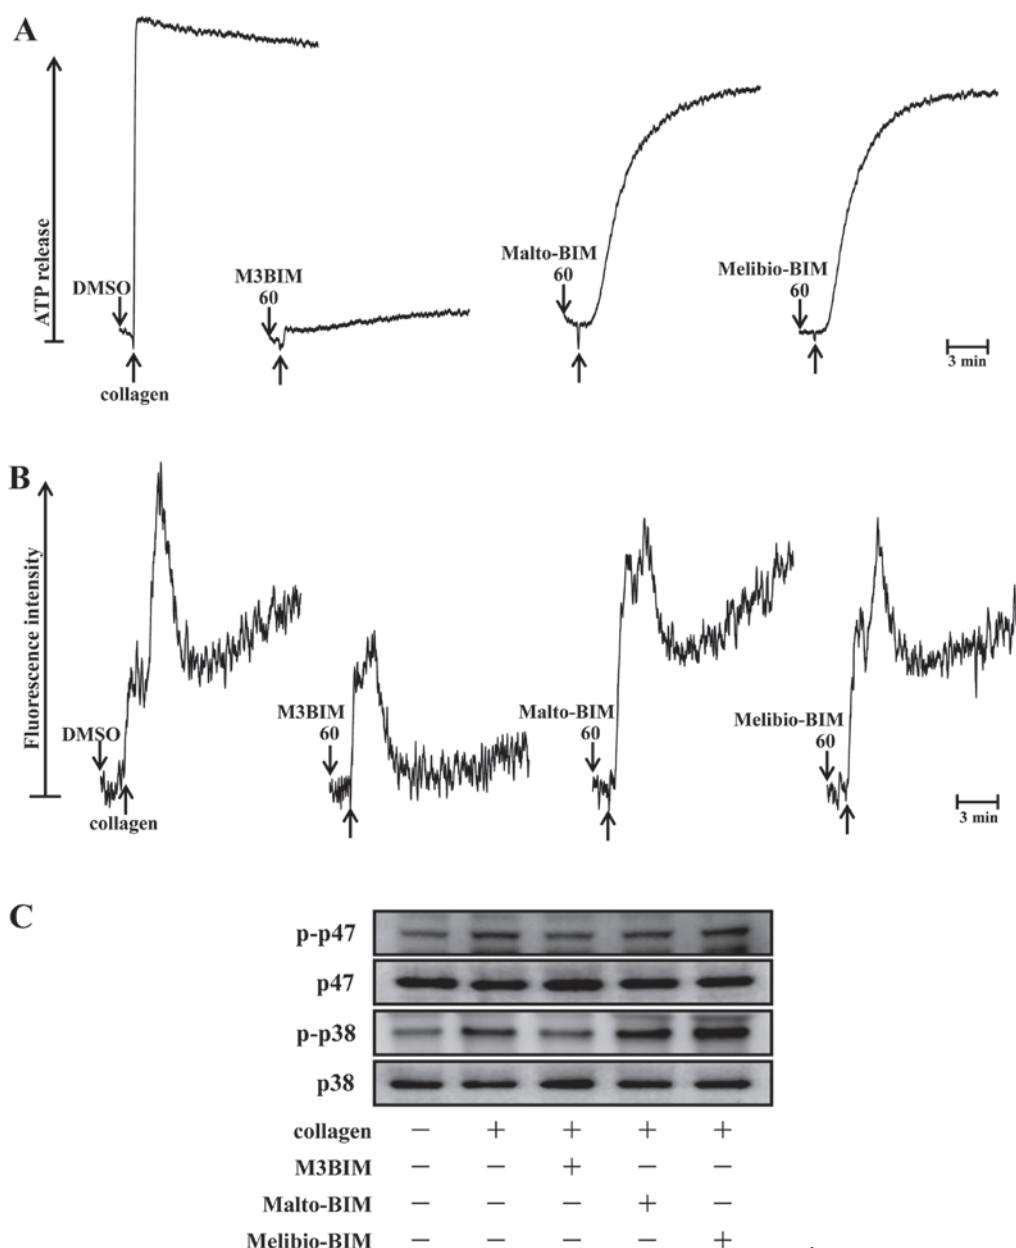 A
ATP release
DMSO
collagen
M3BIM
60
Malto-BIM
60
Melibio-BIM
60
3 min
B
Fluorescence intensity
DMSO
collagen
M3BIM
60
Malto-BIM
60
Melibio-BIM
60
3 min
C
p-p47
p47
p-p38
p38
collagen − + + + +
M3BIM − − + − −
Malto-BIM − − − + −
Melibio-BIM − − − − +